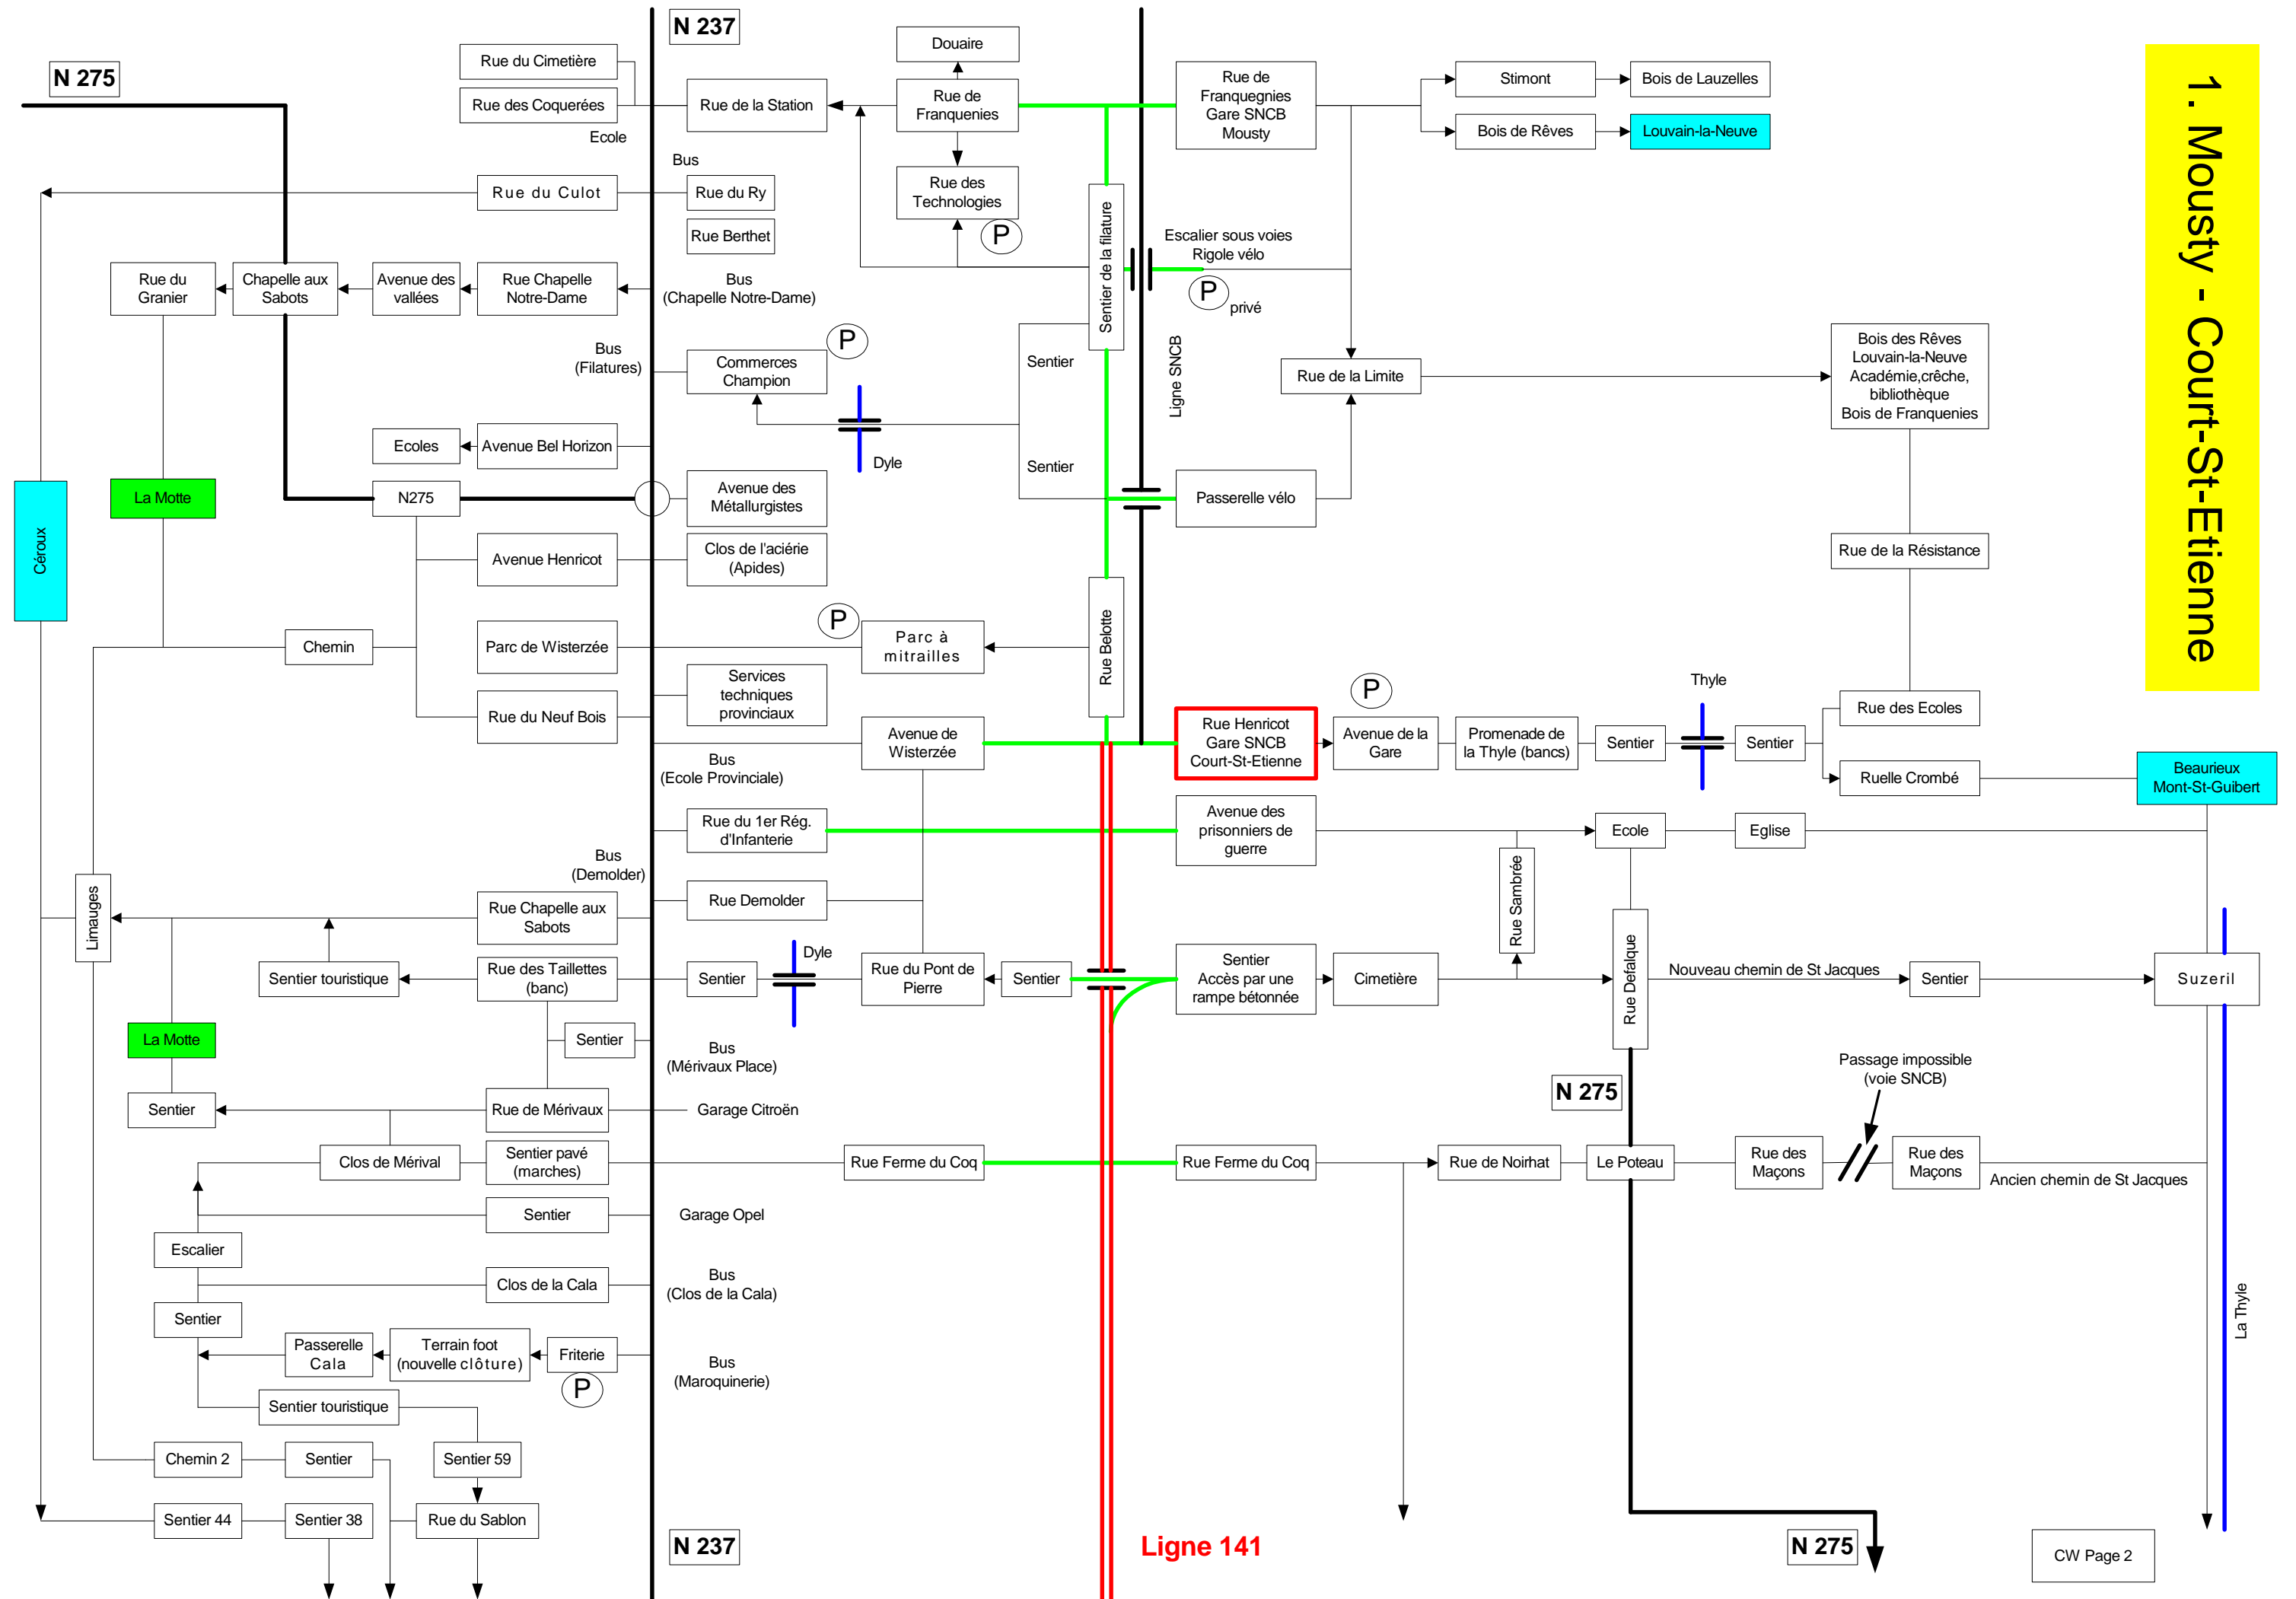 N 237
N 275
1. Mousty - Court-St-Etienne
Rue du Cimetière
Rue des Coquerées
Ecole
Rue de la Station
Douaire
Rue de
Franquenies
Rue des
Technologies
P
Rue de
Franquegnies
Gare SNCB
Mousty
Stimont
Bois de Lauzelles
Bois de Rêves
Louvain-la-Neuve
Bus
Rue du Culot
Rue du Ry
Rue Berthet
Sentier de la filature
Escalier sous voies
Rigole vélo
P
privé
Rue du
Granier
Chapelle aux
Sabots
Avenue des
vallées
Rue Chapelle
Notre-Dame
Bus
(Chapelle Notre-Dame)
Bus
(Filatures)
Commerces
Champion
P
Sentier
Ligne SNCB
Rue de la Limite
Bois des Rêves
Louvain-la-Neuve
Académie,crêche,
bibliothèque
Bois de Franquenies
Ecoles
Avenue Bel Horizon
Dyle
Sentier
Céroux
La Motte
N275
Avenue des
Métallurgistes
Passerelle vélo
Avenue Henricot
Clos de l'aciérie
(Apides)
Rue de la Résistance
Chemin
Parc de Wisterzée
P
Parc à
mitrailles
Rue Belotte
Rue du Neuf Bois
Services
techniques
provinciaux
Avenue de
Wisterzée
Bus
(Ecole Provinciale)
Rue Henricot
Gare SNCB
Court-St-Etienne
P
Avenue de la
Gare
Promenade de
la Thyle (bancs)
Sentier
Thyle
Sentier
Rue des Ecoles
Ruelle Crombé
Beaurieux
Mont-St-Guibert
Rue du 1er Rég.
d'Infanterie
Avenue des
prisonniers de
guerre
Ecole
Eglise
Bus
(Demolder)
Rue Demolder
Rue Sambrée
Limauges
Rue Chapelle aux
Sabots
Sentier touristique
Rue des Taillettes
(banc)
Sentier
Dyle
Rue du Pont de
Pierre
Sentier
Sentier
Accès par une
rampe bétonnée
Cimetière
Rue Defalque
Nouveau chemin de St Jacques
Sentier
Suzeril
La Motte
Sentier
Bus
(Mérivaux Place)
Sentier
Rue de Mérivaux
Garage Citroën
N 275
Passage impossible
(voie SNCB)
Clos de Mérival
Sentier pavé
(marches)
Rue Ferme du Coq
Rue Ferme du Coq
Rue de Noirhat
Le Poteau
Rue des
Maçons
Rue des
Maçons
Ancien chemin de St Jacques
Sentier
Garage Opel
Escalier
Clos de la Cala
Bus
(Clos de la Cala)
Sentier
Passerelle
Cala
Terrain foot
(nouvelle clôture)
Friterie
P
Bus
(Maroquinerie)
La Thyle
Sentier touristique
Chemin 2
Sentier
Sentier 59
Sentier 44
Sentier 38
Rue du Sablon
N 237
Ligne 141
N 275
CW Page 2